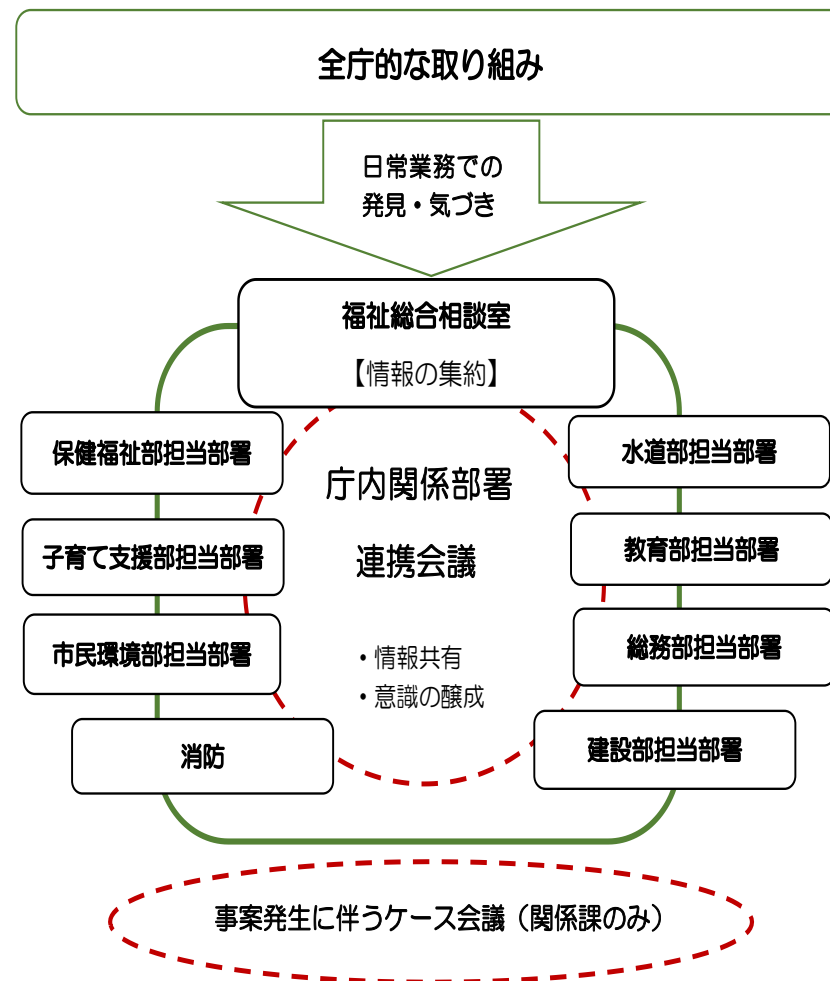 全庁的な取り組み
日常業務での
発見・気づき
福祉総合相談室
【情報の集約】
保健福祉部担当部署
子育て支援部担当部署
市民環境部担当部署
消防
庁内関係部署
連携会議
・情報共有
・意識の醸成
水道部担当部署
教育部担当部署
総務部担当部署
建設部担当部署
事案発生に伴うケース会議（関係課のみ）